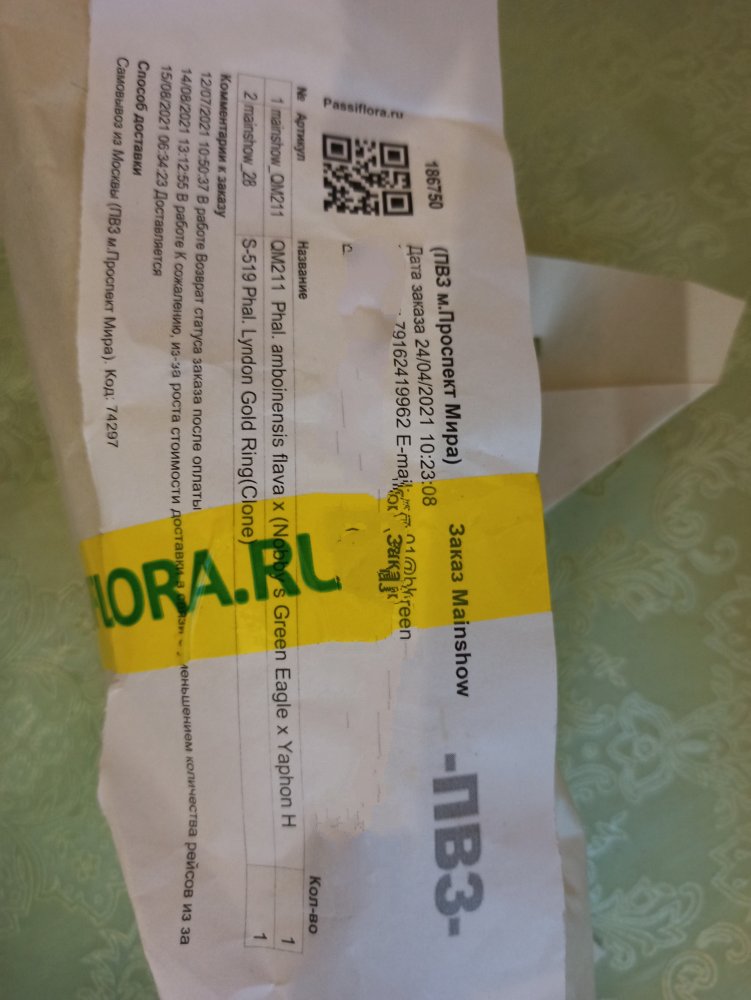 186750
(ПВЗ м.Проспект Мира)
Заказ Mainshow
-ПВЗ-
Дата заказа 24/04/2021 10:23:08
79162419962 E-mail:
Passiflora.ru
№ Артикул Название Кол-во
1 mainshow_QM211 QM211 Phal. amboinensis flava x (Nobby's Green Eagle x Yaphon H 1
2 mainshow_28 S-519 Phal. Lyndon Gold Ring(Clone) 1
LORA.RU
Комментарии к заказу
12/07/2021 10:50:37 В работе Возврат статуса заказа после оплаты
14/08/2021 13:12:55 В работе К сожалению, из-за роста стоимости доставки в связи с уменьшением количества рейсов из за
15/08/2021 06:34:23 Доставляется
Способ доставки
Самовывоз из Москвы (ПВЗ м.Проспект Мира). Код: 74297